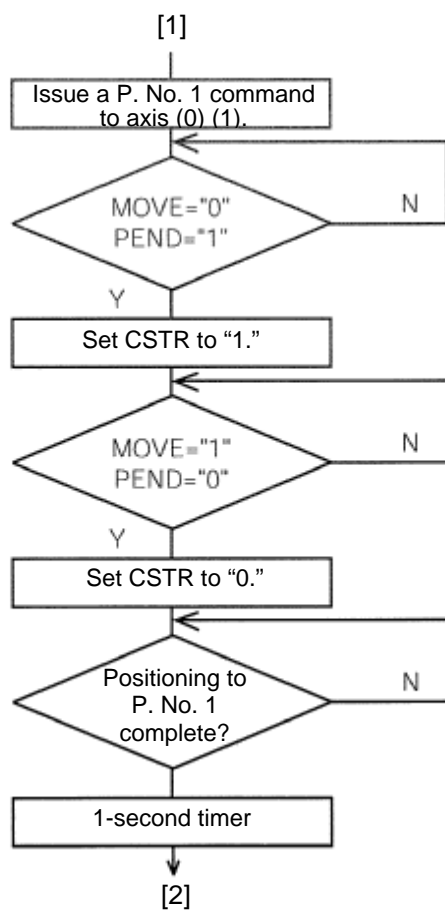 [1]
Issue a P. No. 1 command
to axis (0) (1).
MOVE="0"
PEND="1"
N
Y
Set CSTR to “1.”
MOVE="1"
PEND="0"
N
Y
Set CSTR to “0.”
Positioning to
P. No. 1
complete?
N
1-second timer
[2]